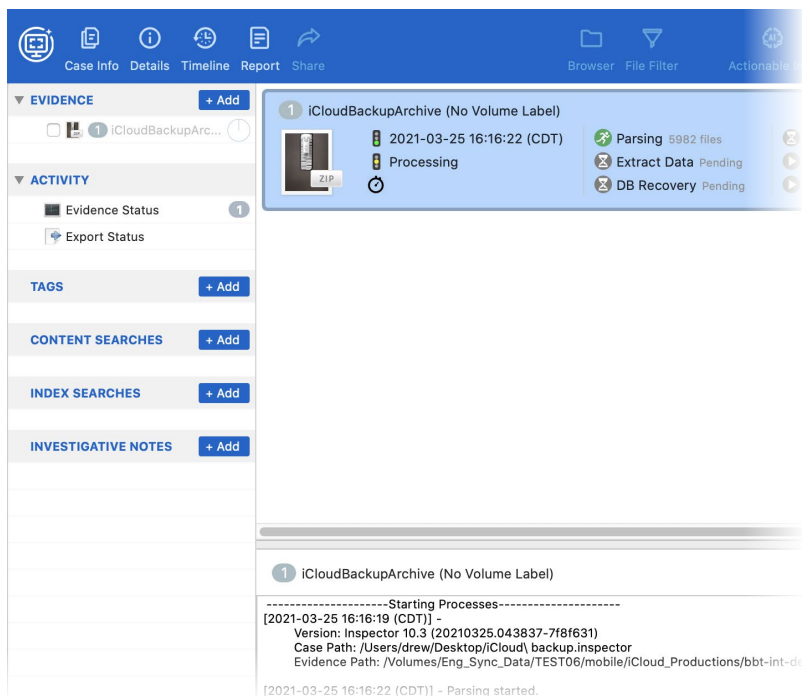 Case Info Details Timeline Report Share Browser File Filter
EVIDENCE + Add
1 iCloudBackupArc...
ACTIVITY
Evidence Status 1
Export Status
TAGS + Add
CONTENT SEARCHES + Add
INDEX SEARCHES + Add
INVESTIGATIVE NOTES + Add
1 iCloudBackupArchive (No Volume Label)
2021-03-25 16:16:22 (CDT) Parsing 5982 files
Processing Extract Data Pending
ZIP
DB Recovery Pending
1 iCloudBackupArchive (No Volume Label)
---------------------Starting Processes---------------------
[2021-03-25 16:16:19 (CDT)] -
Version: Inspector 10.3 (20210325.043837-7f8f631)
Case Path: /Users/drew/Desktop/iCloud\ backup.inspector
Evidence Path: /Volumes/Eng_Sync_Data/TEST06/mobile/iCloud_Productions/bbt-int-de
[2021-03-25 16:16:22 (CDT)] - Parsing started.